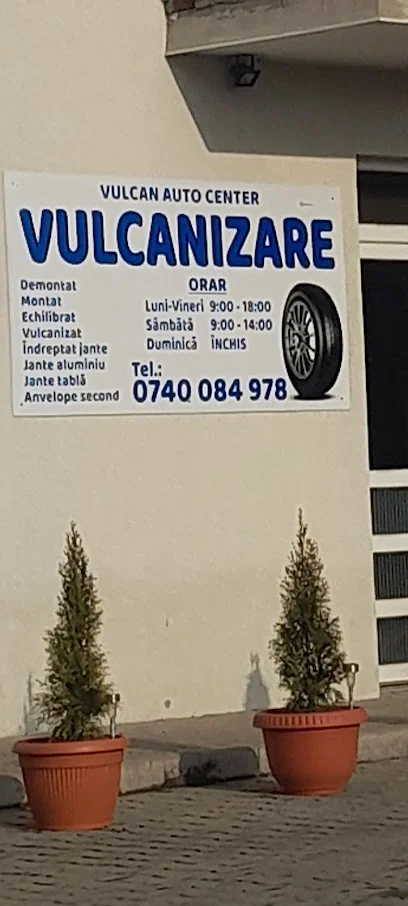 VULCAN AUTO CENTER
VULCANIZARE
Demontat
Montat
Echilibrat
Vulcanizat
Îndreptat jante
Jante aluminiu
Jante tablă
Anvelope second
ORAR
Luni-Vineri 9:00 - 18:00
Sâmbătă 9:00 - 14:00
Duminică ÎNCHIS
Tel.:
0740 084 978